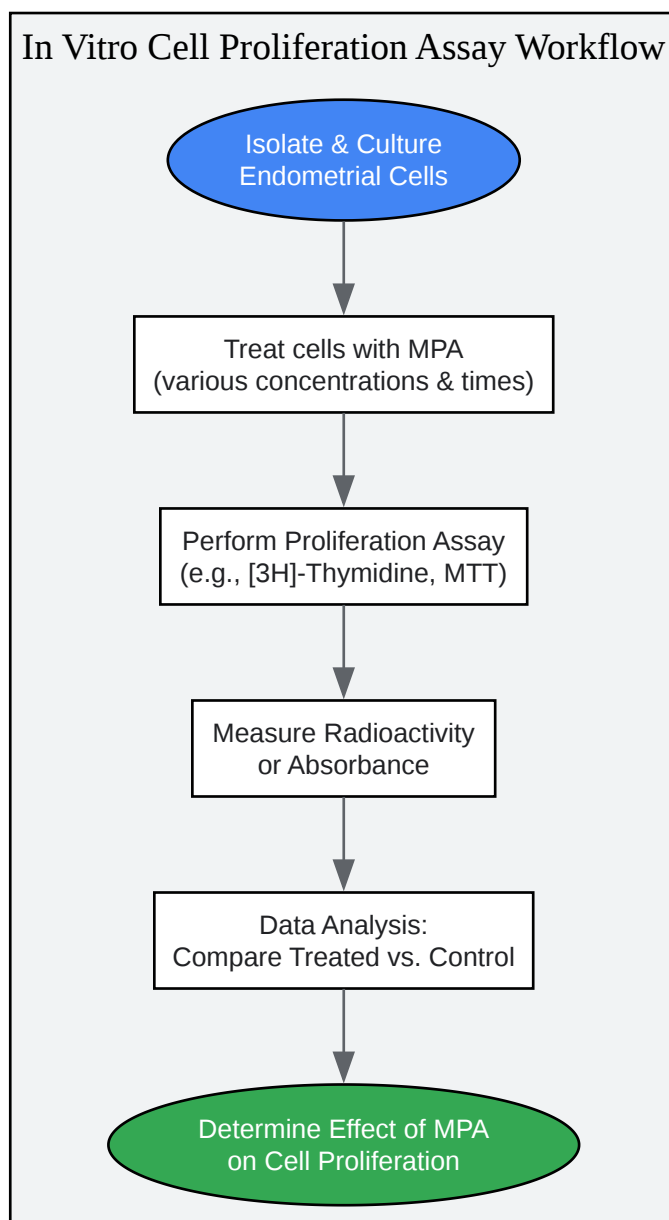 In Vitro Cell Proliferation Assay Workflow
Isolate & Culture
Endometrial Cells
Treat cells with MPA
(various concentrations & times)
Perform Proliferation Assay
(e.g., [3H]-Thymidine, MTT)
Measure Radioactivity
or Absorbance
Data Analysis:
Compare Treated vs. Control
Determine Effect of MPA
on Cell Proliferation